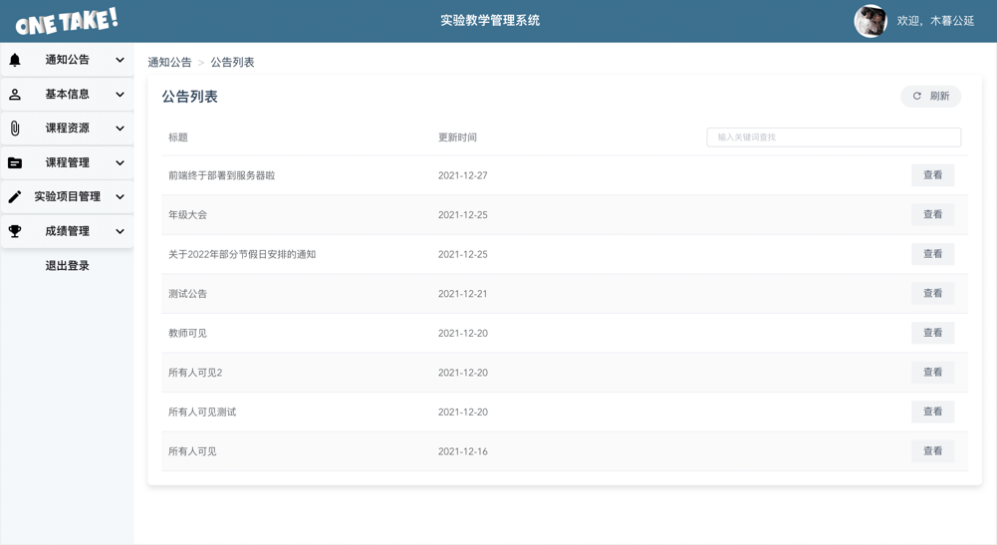 ONE TAKE!
实验教学管理系统
欢迎，木暮公延
通知公告
基本信息
课程资源
课程管理
实验项目管理
成绩管理
退出登录
通知公告 > 公告列表
公告列表
刷新
标题 更新时间 输入关键词查找
前端终于部署到服务器啦 2021-12-27 查看
年级大会 2021-12-25 查看
关于2022年部分节假日安排的通知 2021-12-25 查看
测试公告 2021-12-21 查看
教师可见 2021-12-20 查看
所有人可见2 2021-12-20 查看
所有人可见测试 2021-12-20 查看
所有人可见 2021-12-16 查看